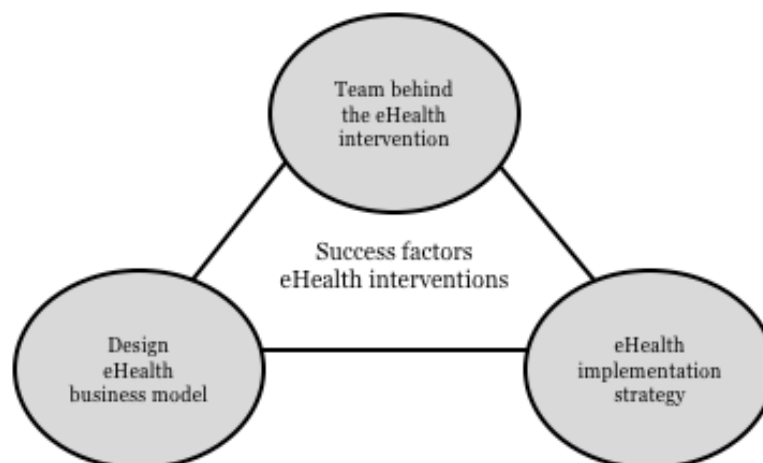 Team behind
the eHealth
intervention
Success factors
eHealth interventions
Design
eHealth
business model
eHealth
implementation
strategy